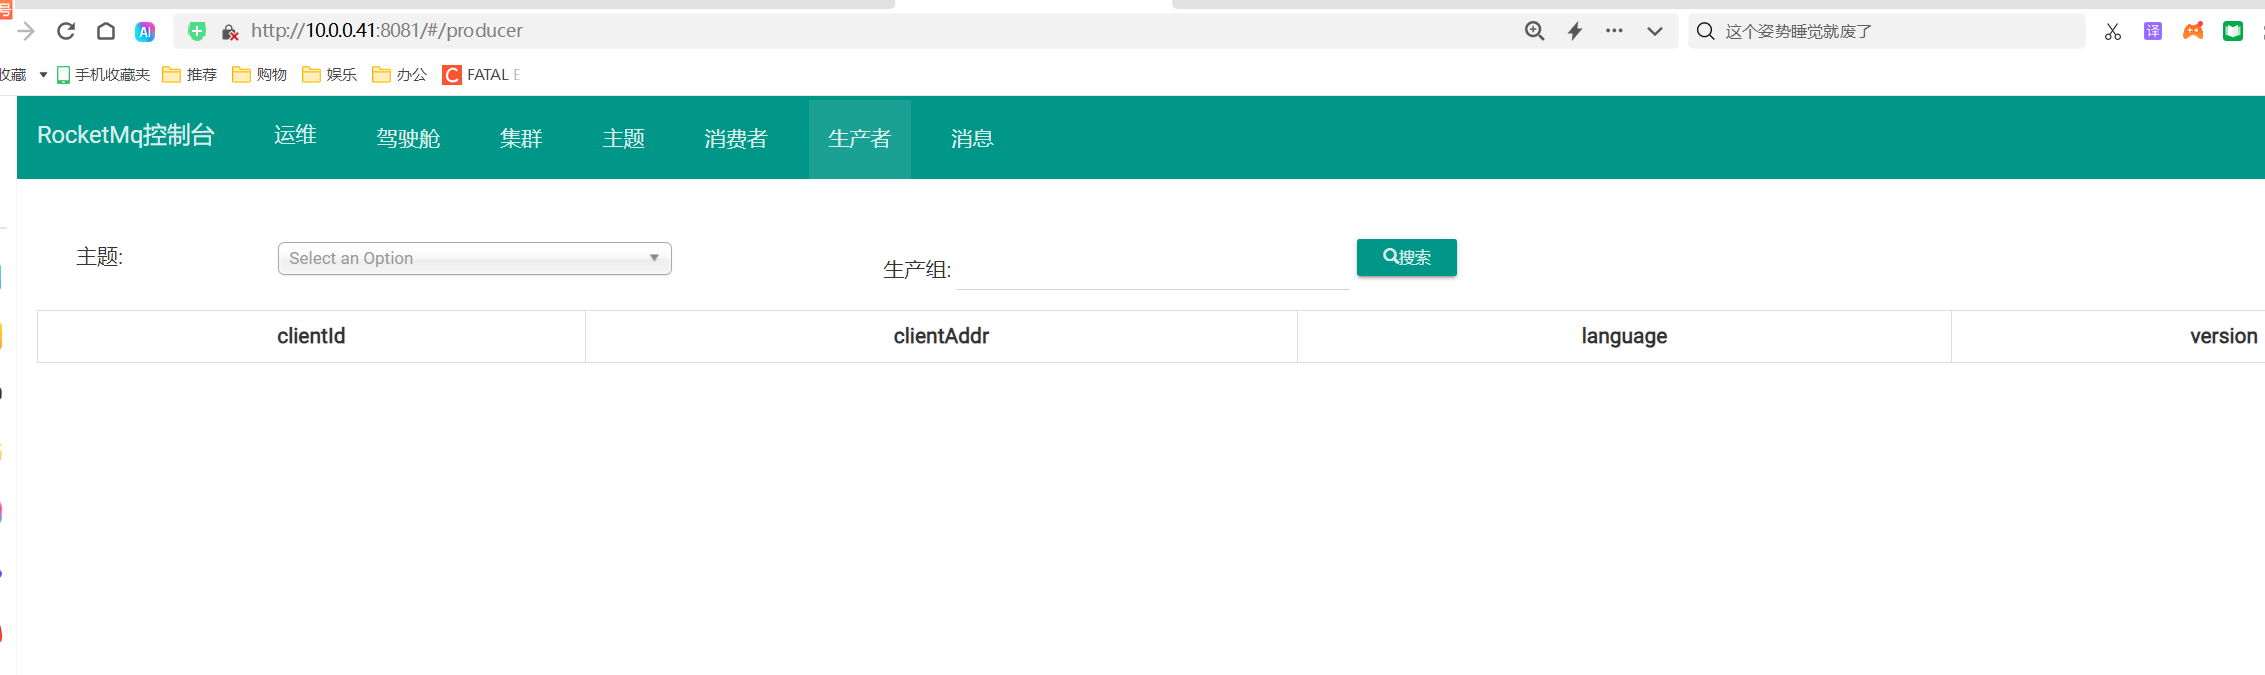 号
AI
http://10.0.0.41:8081/#/producer
这个姿势睡觉就废了
译
收藏
手机收藏夹
推荐
购物
娱乐
办公
C
FATAL E
RocketMq控制台
运维
驾驶舱
集群
主题
消费者
生产者
消息
主题:
Select an Option
生产组:
搜索
clientId
clientAddr
language
version